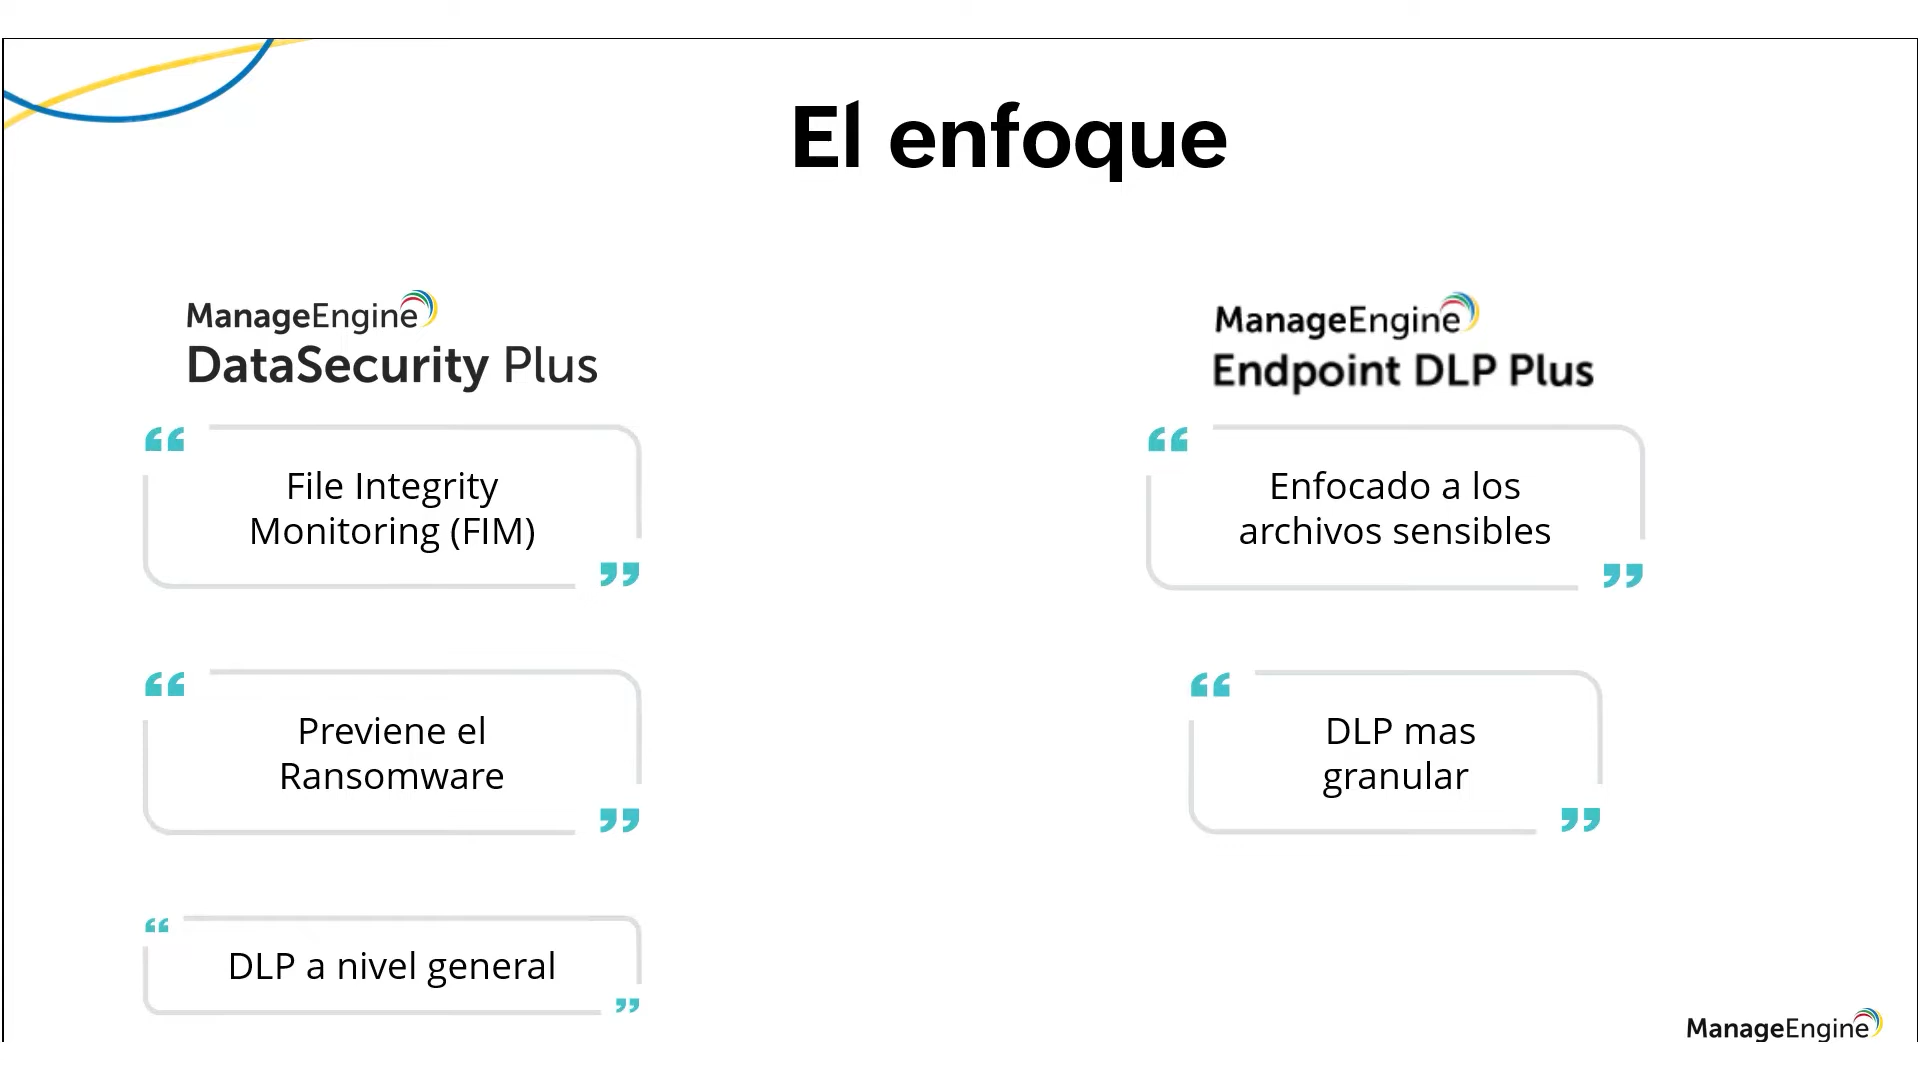 El enfoque
ManageEngine
DataSecurity Plus
“
File Integrity
Monitoring (FIM)
”
“
Previene el
Ransomware
”
“
DLP a nivel general
”
ManageEngine
Endpoint DLP Plus
“
Enfocado a los
archivos sensibles
”
“
DLP mas
granular
”
ManageEngine